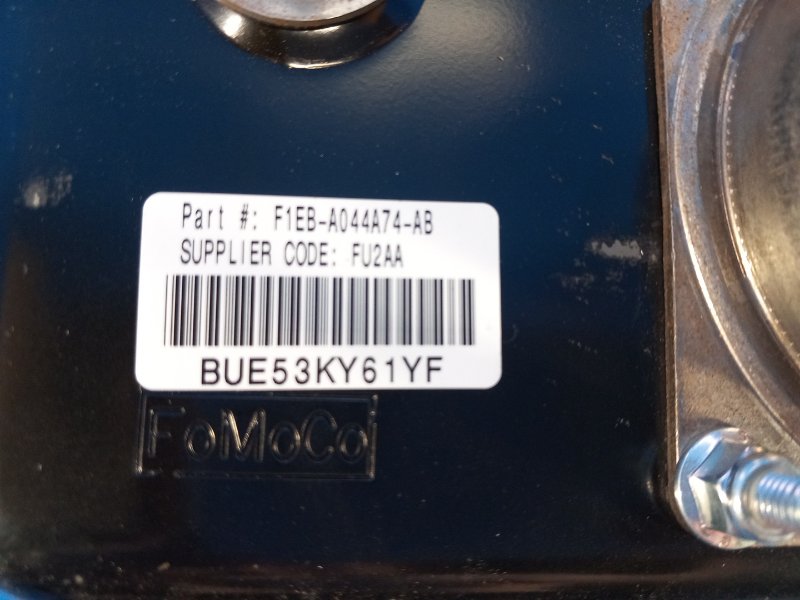 Part #: F1EB-A044A74-AB
SUPPLIER CODE: FU2AA
BUE53KY61YF
FoMoCo